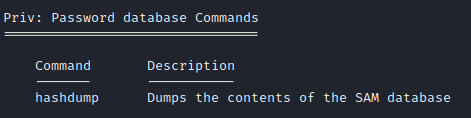 Priv: Password database Commands
================================
Command Description
------- -----------
hashdump Dumps the contents of the SAM database